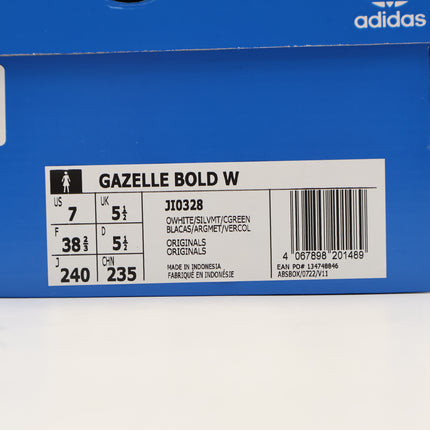 adidas
GAZELLE BOLD W
US 7 UK 5½
F 38⅔ D 5½
J 240 CHN 235
JI0328
OWHITE/SILVMT/CGREEN
BLACAS/ARGMET/VERCOL
ORIGINALS
ORIGINALS
MADE IN INDONESIA
FABRIQUÉ EN INDONÉSIE
4 067898 201489
EAN PO# 134748846
ABSBOX/0722/V11